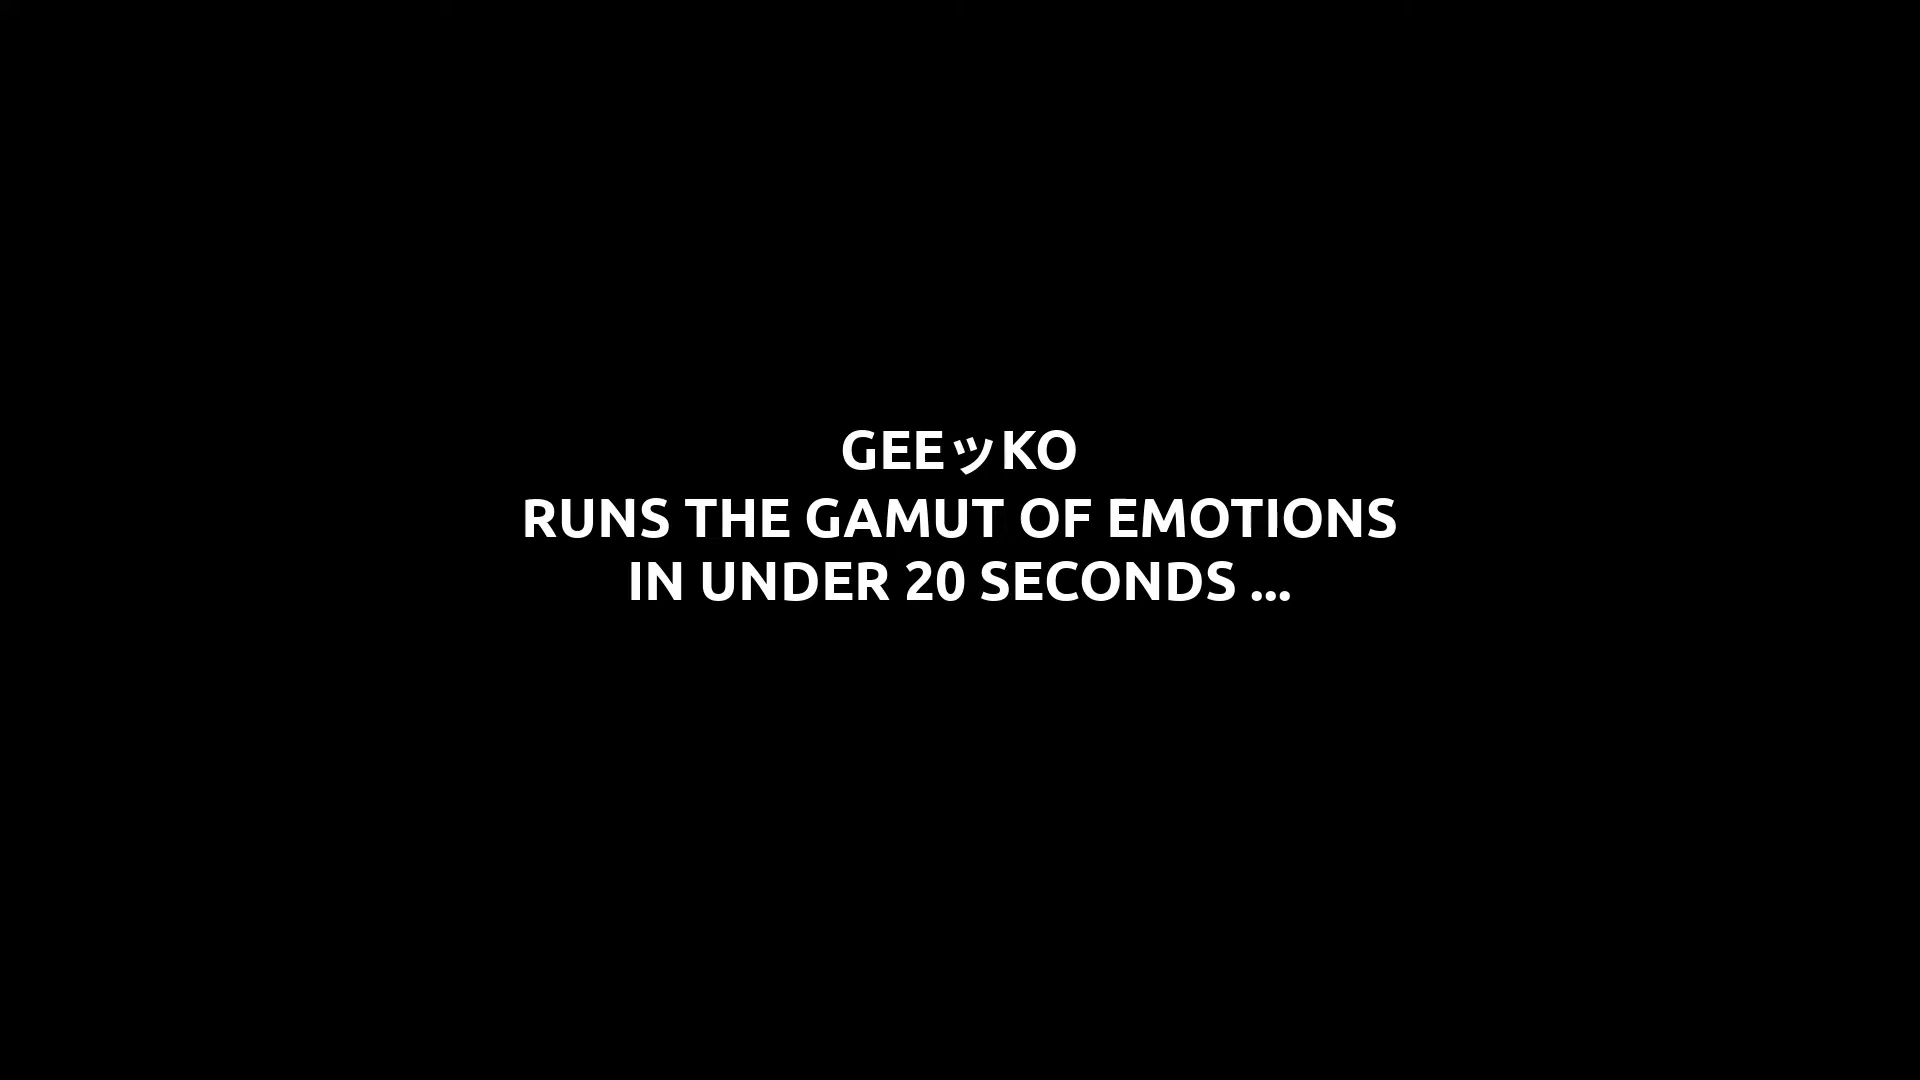 GEEッKO
RUNS THE GAMUT OF EMOTIONS
IN UNDER 20 SECONDS ...